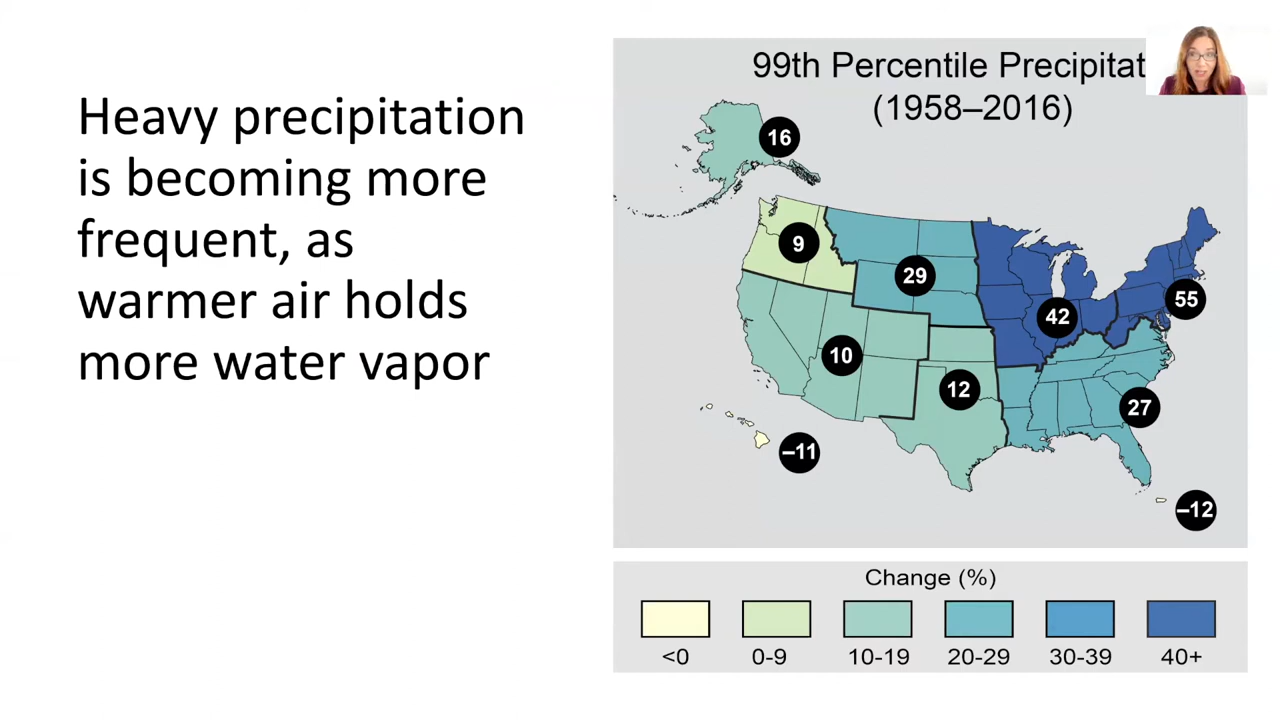 Heavy precipitation
is becoming more
frequent, as
warmer air holds
more water vapor
99th Percentile Precipitat
(1958–2016)
16
9
29
42
55
10
12
27
–11
–12
Change (%)
<0
0-9
10-19
20-29
30-39
40+